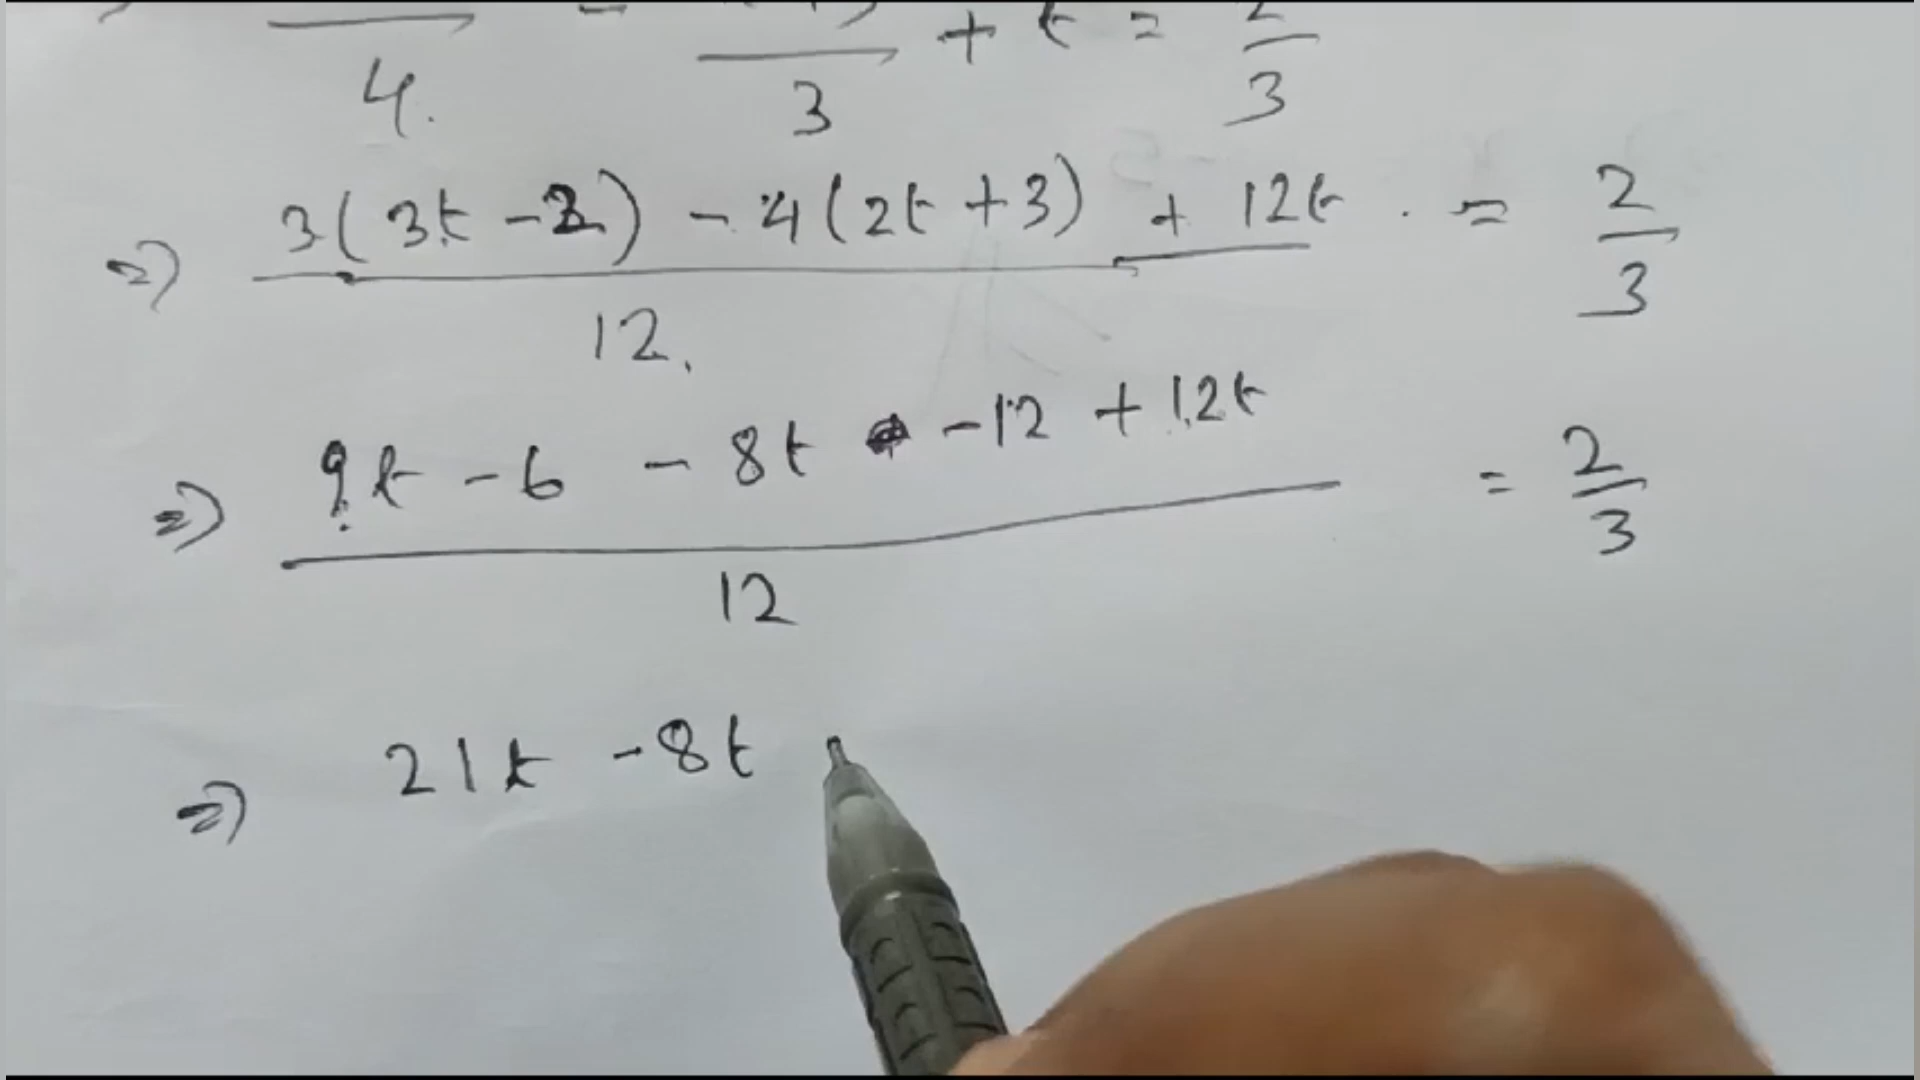 4. - 3 + t = 2/3
=> 3(3t - 2) - 4(2t + 3) + 12t . = 2/3
12.
=> 9t - 6 - 8t - 12 + 12t = 2/3
12
=> 21t - 8t